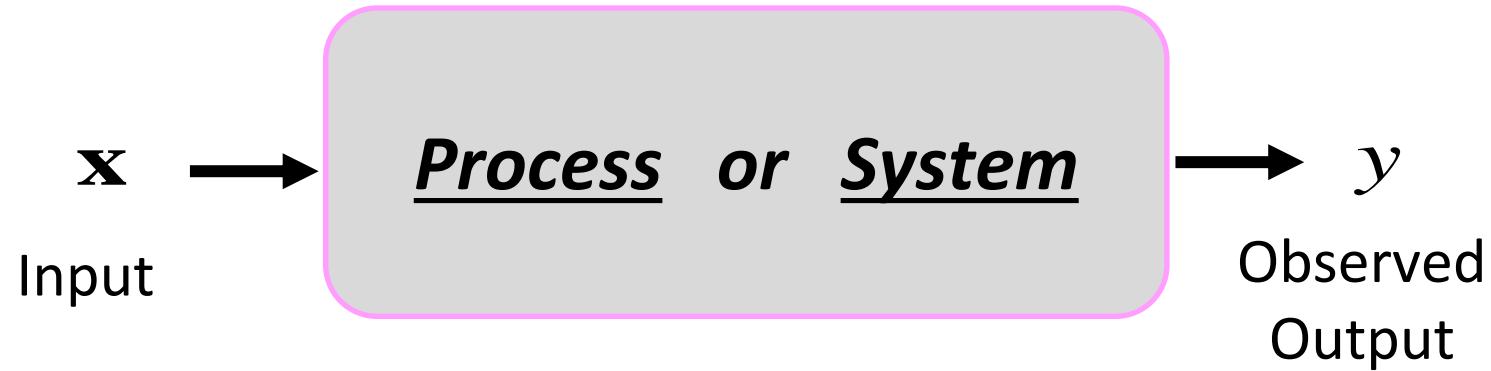 x
Input
Process or System
y
Observed
Output